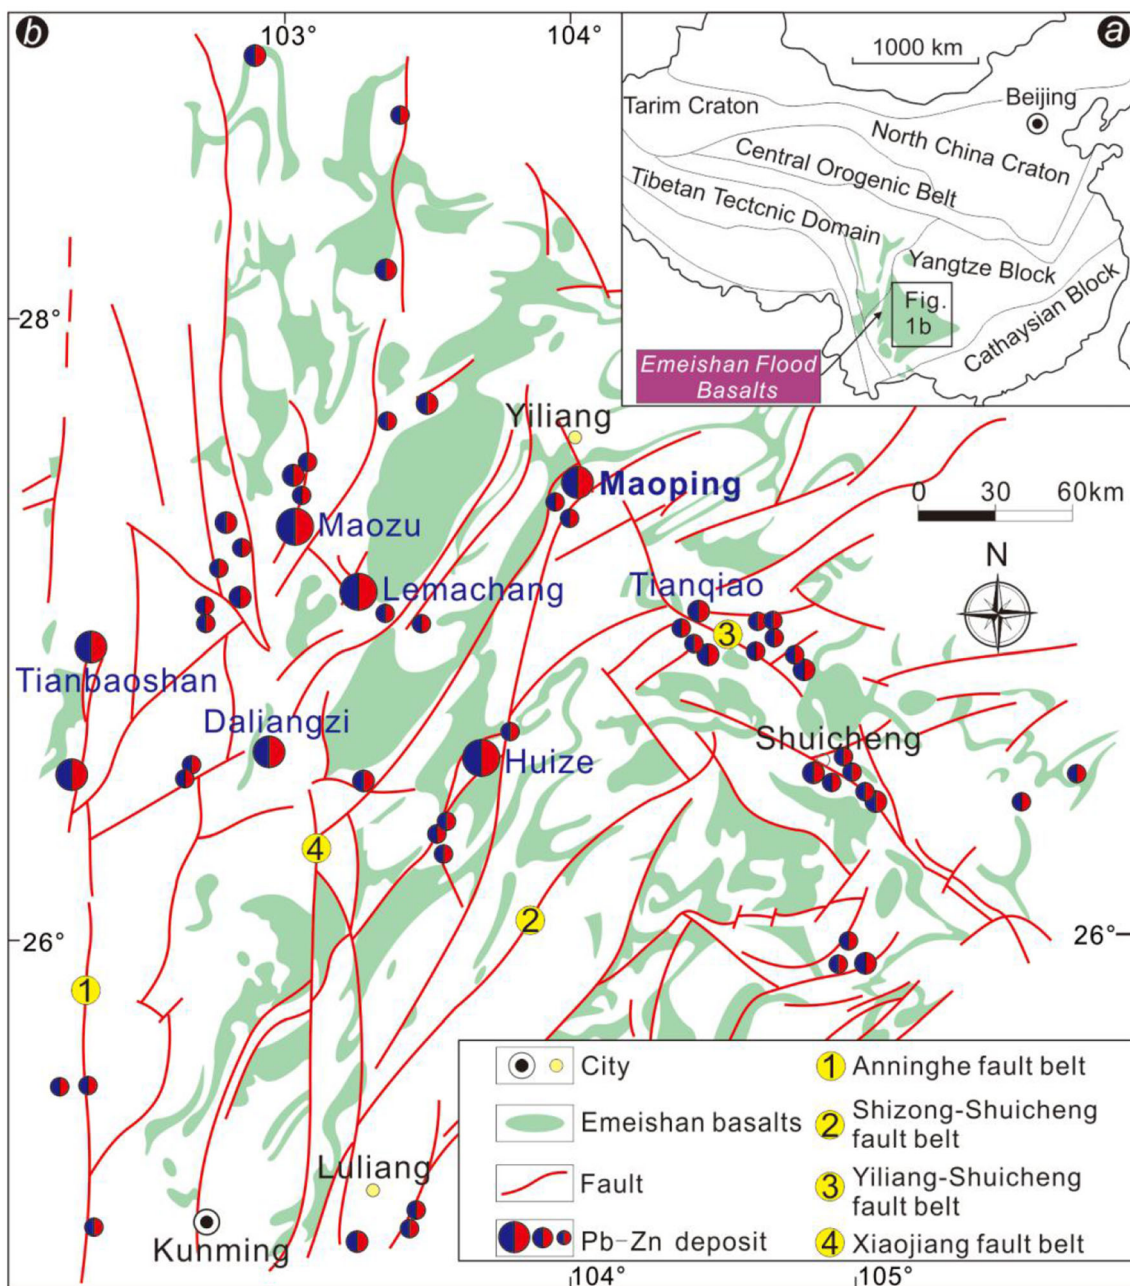 b
103°
104°
a
1000 km
Beijing
Tarim Craton
North China Craton
Central Orogenic Belt
Tibetan Tectcnic Domain
Yangtze Block
Fig.
1b
Cathaysian Block
Emeishan Flood
Basalts
28°
Yiliang
Maoping
0 30 60km
N
Maozu
Lemachang
Tianqiao
3
Tianbaoshan
Daliangzi
Huize
Shuicheng
4
2
26°
26°
1
City
Emeishan basalts
Fault
Pb-Zn deposit
1 Anninghe fault belt
2 Shizong-Shuicheng
fault belt
3 Yiliang-Shuicheng
fault belt
4 Xiaojiang fault belt
Luliang
Kunming
104°
105°